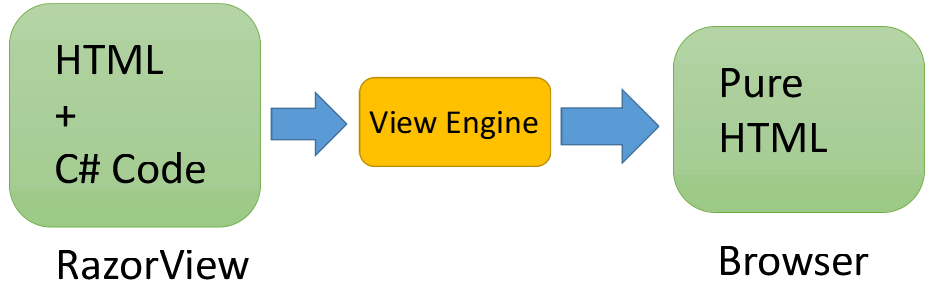 HTML
+
C# Code
RazorView
View Engine
Pure
HTML
Browser